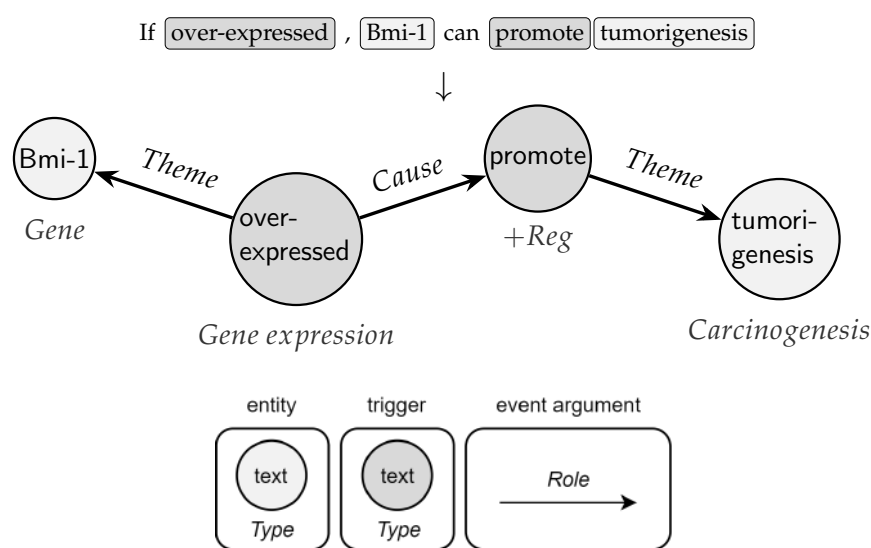 If over-expressed , Bmi-1 can promote tumorigenesis
Bmi-1
Theme
Cause
promote
Theme
over-
expressed
tumori-
genesis
Gene
+Reg
Gene expression
Carcinogenesis
entity trigger event argument
text text Role
Type Type